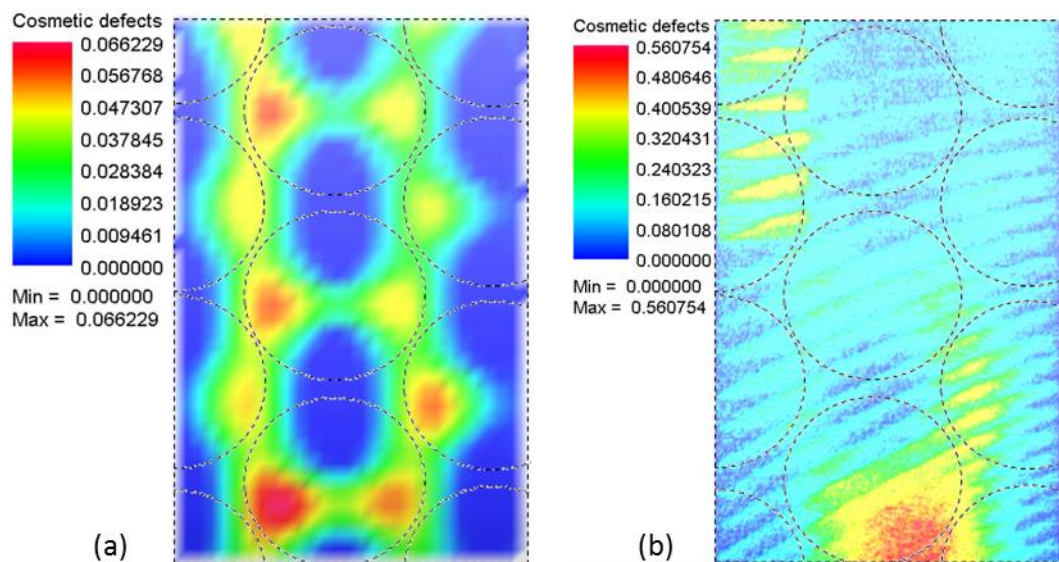 Cosmetic defects
0.066229
0.056768
0.047307
0.037845
0.028384
0.018923
0.009461
0.000000
Min = 0.000000
Max = 0.066229
(a)
Cosmetic defects
0.560754
0.480646
0.400539
0.320431
0.240323
0.160215
0.080108
0.000000
Min = 0.000000
Max = 0.560754
(b)